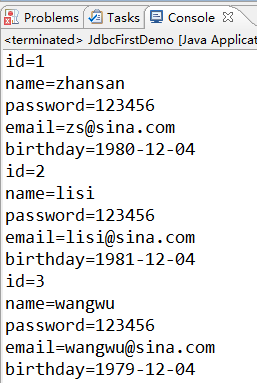 Problems Tasks Console
<terminated> JdbcFirstDemo [Java Applicat
id=1
name=zhansan
password=123456
email=zs@sina.com
birthday=1980-12-04
id=2
name=lisi
password=123456
email=lisi@sina.com
birthday=1981-12-04
id=3
name=wangwu
password=123456
email=wangwu@sina.com
birthday=1979-12-04